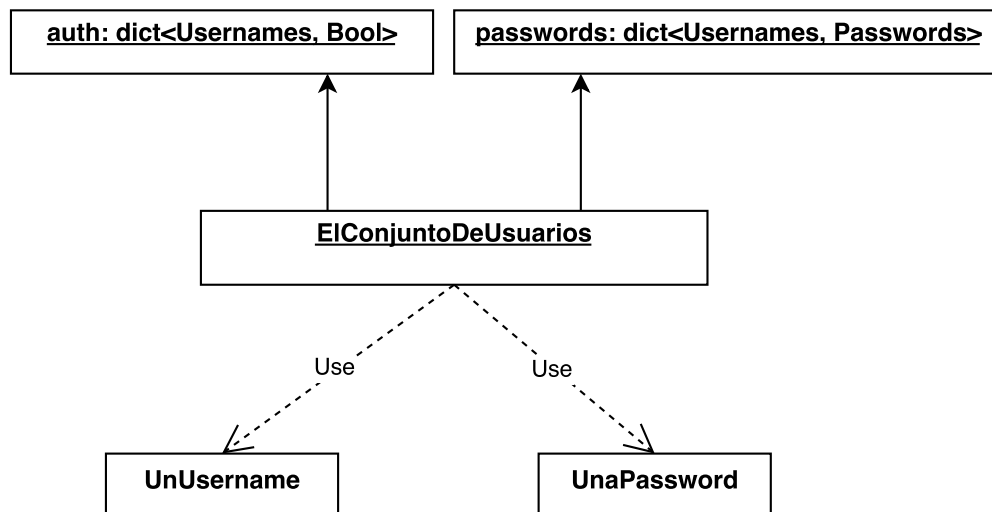 auth: dict<Usernames, Bool>
passwords: dict<Usernames, Passwords>
ElConjuntoDeUsuarios
Use
Use
UnUsername
UnaPassword